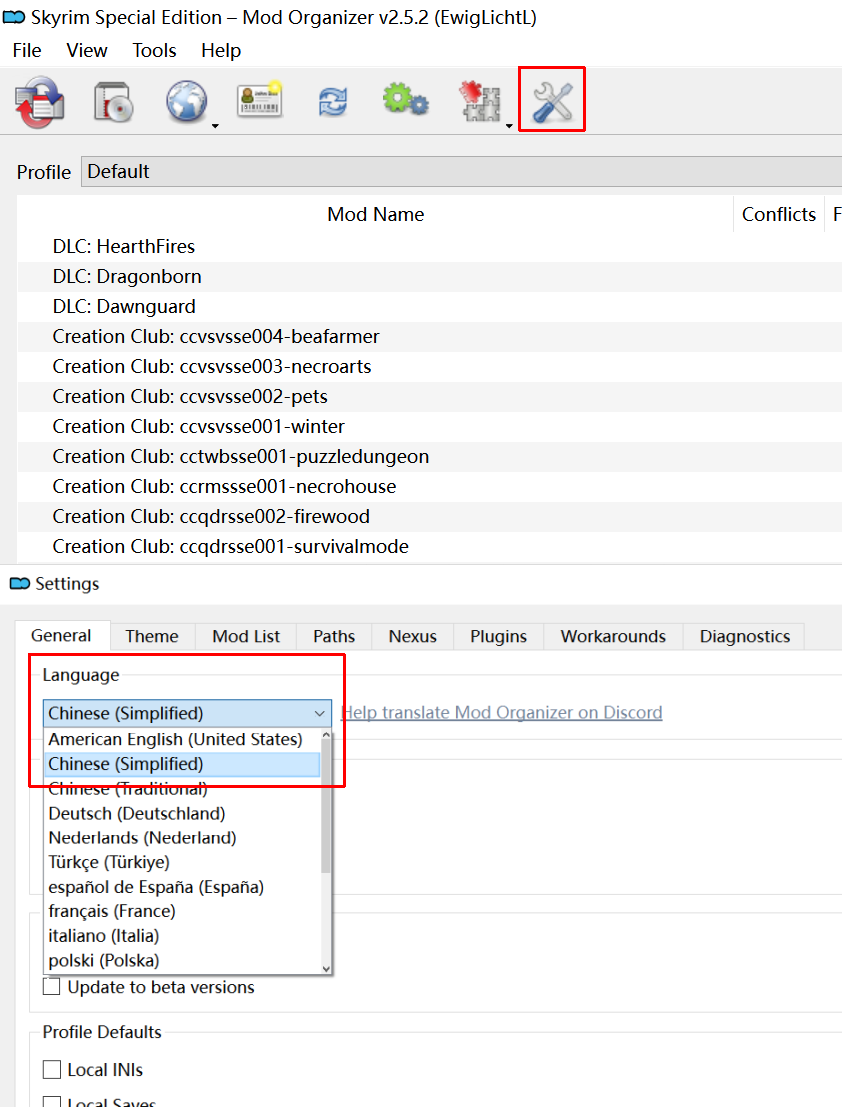 Skyrim Special Edition – Mod Organizer v2.5.2 (EwigLichtL)
File View Tools Help
Profile Default
Mod Name Conflicts F
DLC: HearthFires
DLC: Dragonborn
DLC: Dawnguard
Creation Club: ccvsvsse004-beafarmer
Creation Club: ccvsvsse003-necroarts
Creation Club: ccvsvsse002-pets
Creation Club: ccvsvsse001-winter
Creation Club: cctwbsse001-puzzledungeon
Creation Club: ccrmssse001-necrohouse
Creation Club: ccqdrsse002-firewood
Creation Club: ccqdrsse001-survivalmode
Settings
General Theme Mod List Paths Nexus Plugins Workarounds Diagnostics
Language
Chinese (Simplified) Help translate Mod Organizer on Discord
American English (United States)
Chinese (Simplified)
Chinese (Traditional)
Deutsch (Deutschland)
Nederlands (Nederland)
Türkçe (Türkiye)
español de España (España)
français (France)
italiano (Italia)
polski (Polska)
Update to beta versions
Profile Defaults
Local INIs
Local Saves